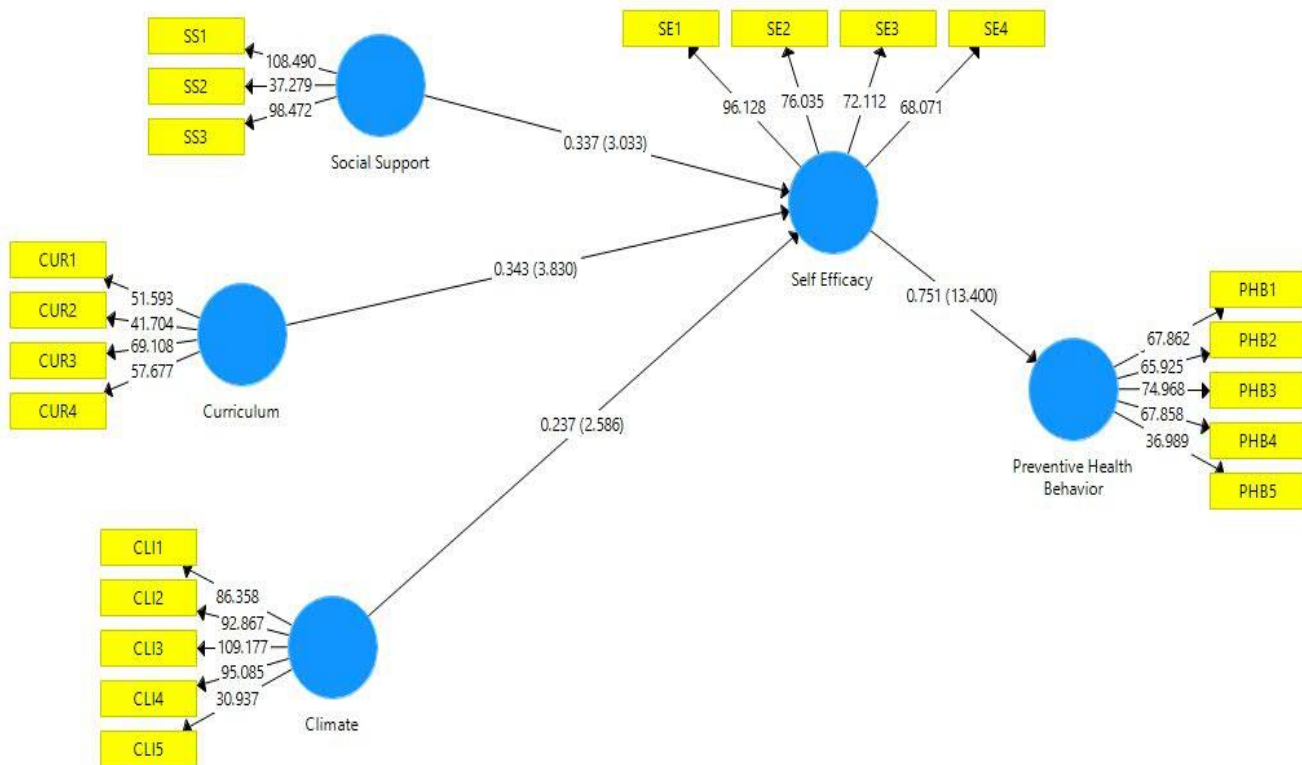 SS1
SS2
SS3
108.490
37.279
98.472
Social Support
SE1
SE2
SE3
SE4
96.128
76.035
72.112
68.071
Self Efficacy
0.337 (3.033)
CUR1
CUR2
CUR3
CUR4
51.593
41.704
69.108
57.677
Curriculum
0.343 (3.830)
0.751 (13.400)
PHB1
PHB2
PHB3
PHB4
PHB5
67.862
65.925
74.968
67.858
36.989
Preventive Health
Behavior
0.237 (2.586)
CLI1
CLI2
CLI3
CLI4
CLI5
86.358
92.867
109.177
95.085
30.937
Climate